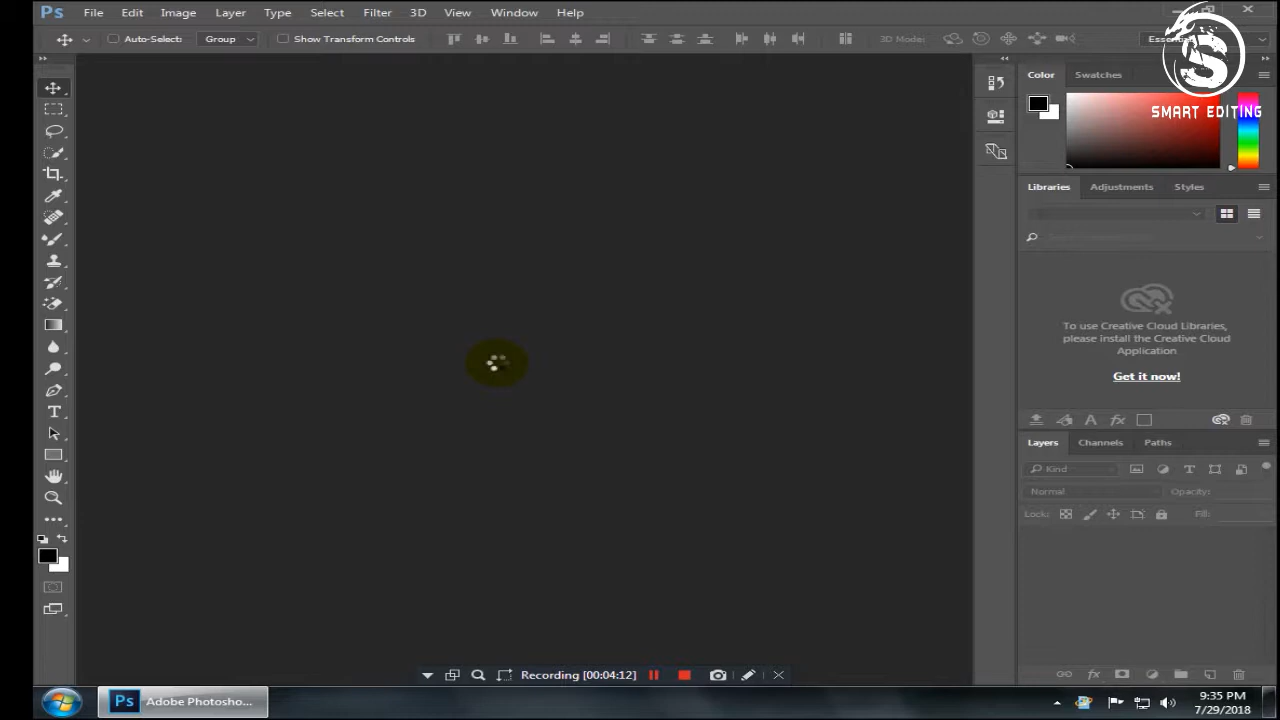 Ps File Edit Image Layer Type Select Filter 3D View Window Help
Auto-Select: Group Show Transform Controls 3D Mode:
SMART EDITING
Color Swatches
Libraries Adjustments Styles
To use Creative Cloud Libraries,
please install the Creative Cloud
Application
Get it now!
Layers Channels Paths
Kind
Normal Opacity:
Lock: Fill:
Recording [00:04:12]
Ps Adobe Photosho...
9:35 PM
7/29/2018